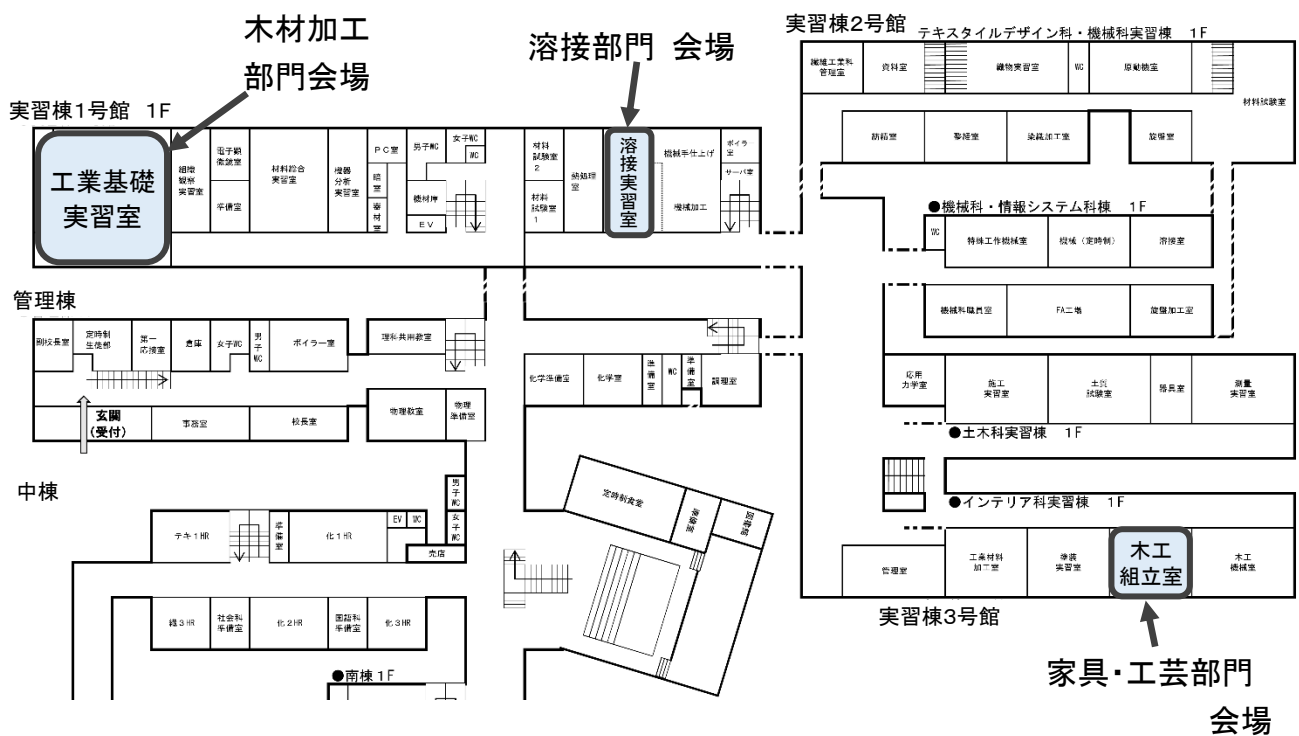 木材加工
部門会場
溶接部門 会場
実習棟2号館
テキスタイルデザイン科・機械科実習棟 1F
実習棟1号館 1F
繊維工業科
管理室
資料室
織物実習室
WC
原動機室
材料試験室
紡績室
整経室
染織加工室
旋盤室
工業基礎
実習室
組織
観察
実習室
電子顕
微鏡室
準備室
材料総合
実習室
機器
分析
実習室
PC室
暗室
器材室
男子WC
機材庫
EV
女子WC
WC
材料
試験室
2
材料
試験室
1
熱処理
室
溶接実習室
機械手仕上げ
機械加工
ボイラ
室
サーバ室
●機械科・情報システム科棟 1F
WC
特殊工作機械室
機械(定時制)
溶接室
機械科職員室
FA工場
旋盤加工室
管理棟
副校長室
定時制
生徒部
第一
応接室
倉庫
女子WC
男子WC
ボイラー室
理科共用教室
玄関
(受付)
事務室
校長室
物理教室
物理
準備室
化学準備室
化学室
準備室
WC
準備室
調理室
応用
力学室
施工
実習室
土質
試験室
器具室
測量
実習室
●土木科実習棟 1F
●インテリア科実習棟 1F
管理室
工業材料
加工室
塗装
実習室
木工
組立室
木工
機械室
実習棟3号館
家具・工芸部門
会場
中棟
テキ1HR
準備室
化1HR
EV
WC
売店
男子WC
女子WC
繊3HR
社会科
準備室
化2HR
国語科
準備室
化3HR
●南棟1F
定時制食堂